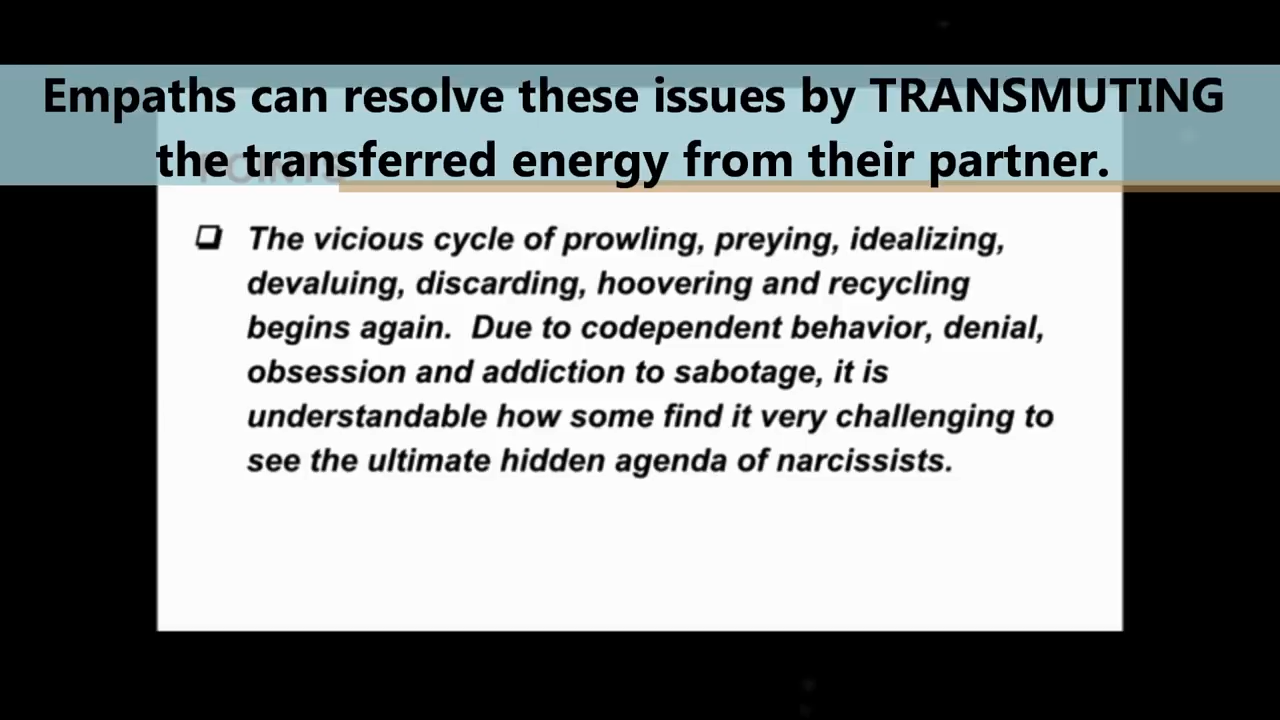 Empaths can resolve these issues by TRANSMUTING
the transferred energy from their partner.
❑ The vicious cycle of prowling, preying, idealizing,
devaluing, discarding, hoovering and recycling
begins again. Due to codependent behavior, denial,
obsession and addiction to sabotage, it is
understandable how some find it very challenging to
see the ultimate hidden agenda of narcissists.